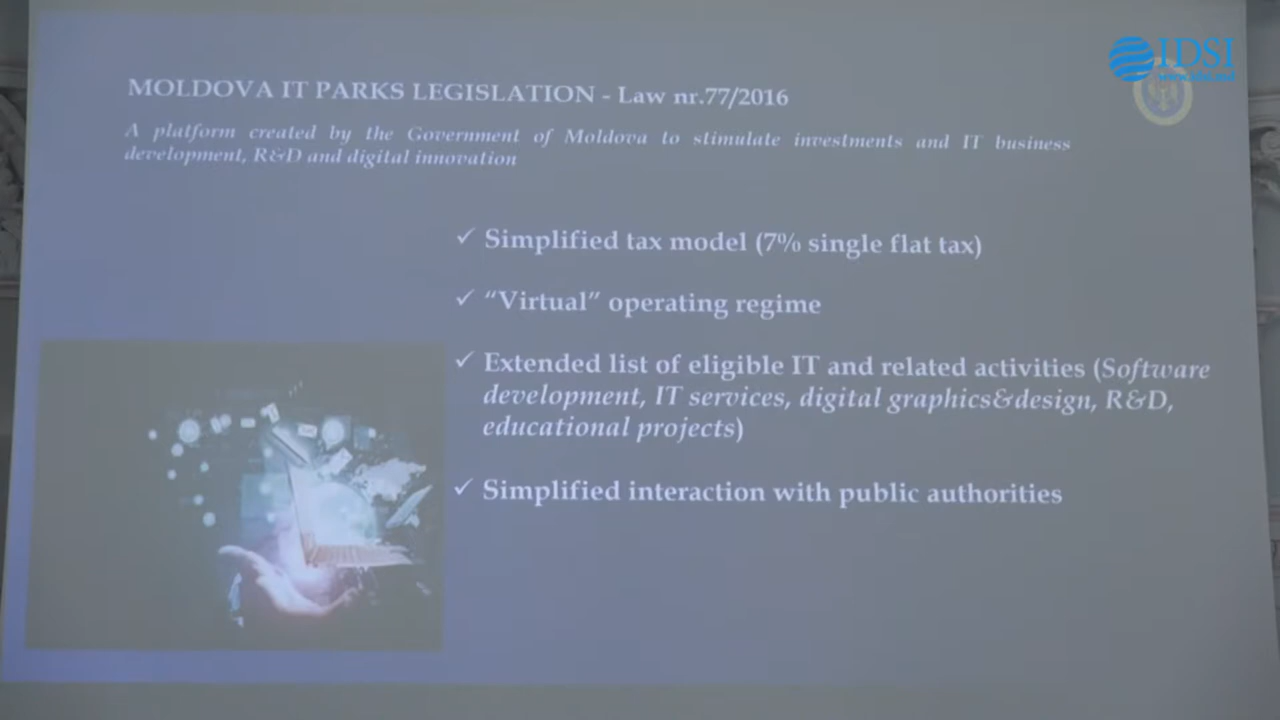 IDSI
www.idsi.md
MOLDOVA IT PARKS LEGISLATION - Law nr.77/2016
A platform created by the Government of Moldova to stimulate investments and IT business
development, R&D and digital innovation
✓ Simplified tax model (7% single flat tax)
✓ “Virtual” operating regime
✓ Extended list of eligible IT and related activities (Software
development, IT services, digital graphics&design, R&D,
educational projects)
✓ Simplified interaction with public authorities